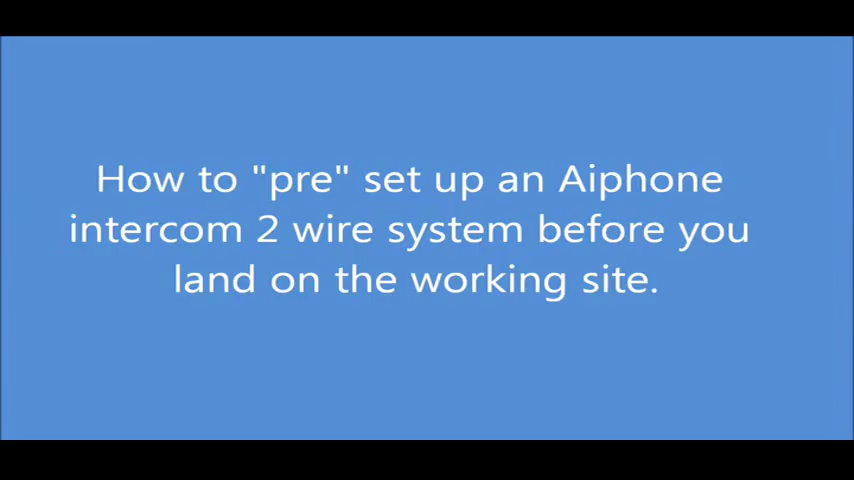 How to "pre" set up an Aiphone
intercom 2 wire system before you
land on the working site.